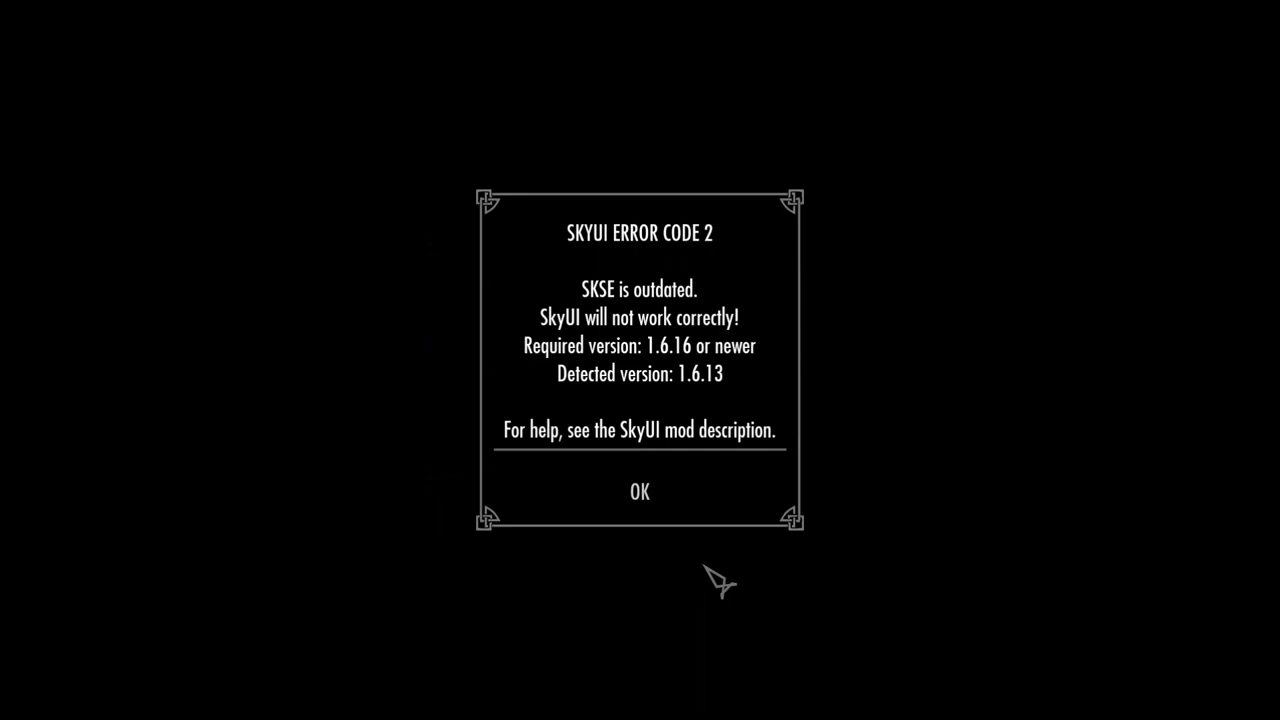 SKYUI ERROR CODE 2
SKSE is outdated.
SkyUI will not work correctly!
Required version: 1.6.16 or newer
Detected version: 1.6.13
For help, see the SkyUI mod description.
OK